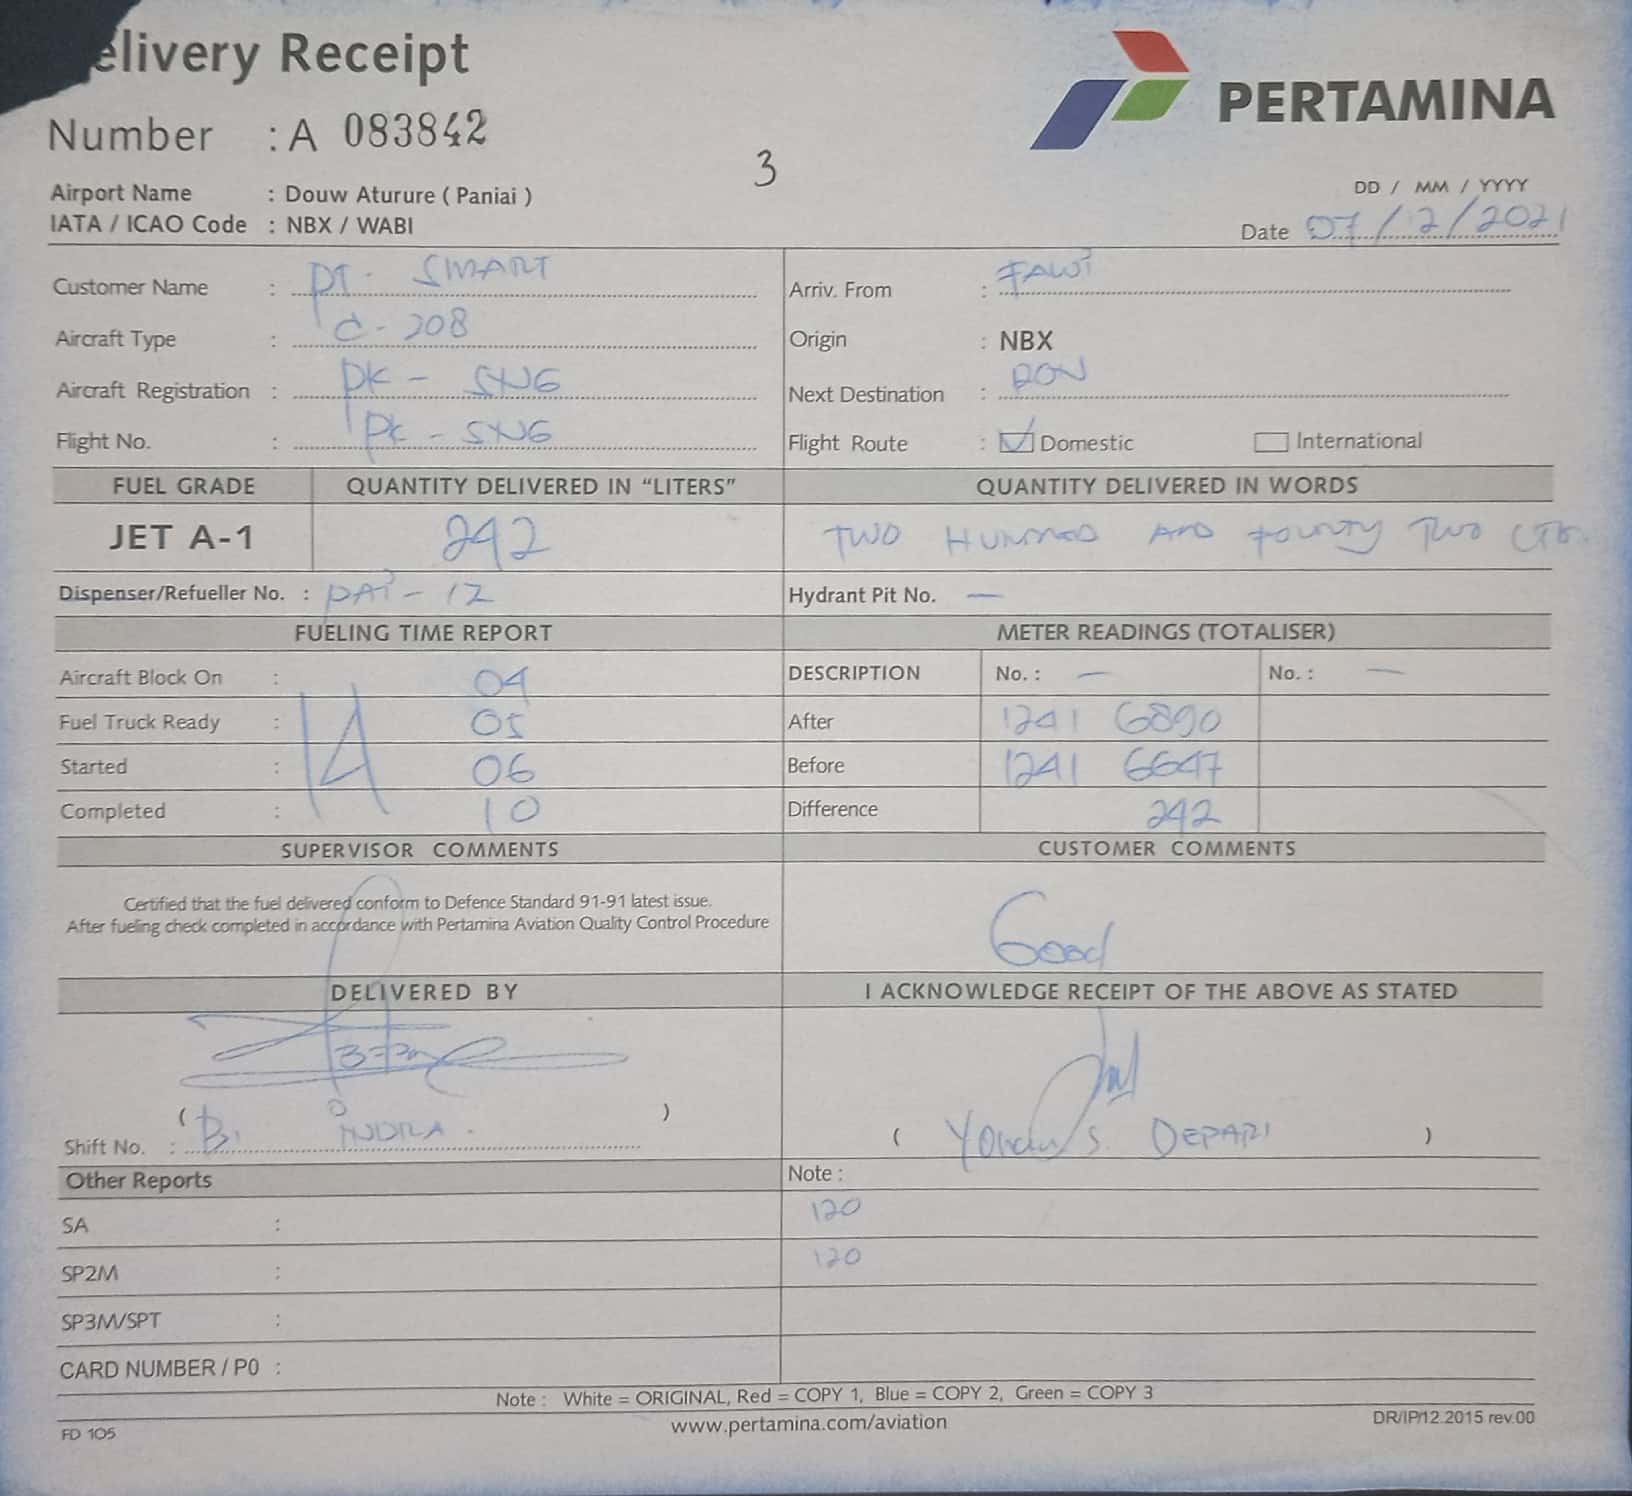 elivery Receipt
PERTAMINA
Number : A 083842
3
Airport Name : Douw Aturure ( Paniai )
DD / MM / YYYY
IATA / ICAO Code : NBX / WABI
Date 07/2/2021
Customer Name : PT. SMART
Arriv. From : FAWi
Aircraft Type : C-208
Origin : NBX
Aircraft Registration : PK - SNG
Next Destination : RON
Flight No. : PK - SNG
Flight Route : Domestic International
FUEL GRADE QUANTITY DELIVERED IN “LITERS” QUANTITY DELIVERED IN WORDS
JET A-1 242 TWO HUNDRED AND FOURTY TWO LTR.
Dispenser/Refueller No. : PAi - 12 Hydrant Pit No. —
FUELING TIME REPORT METER READINGS (TOTALISER)
Aircraft Block On : 04 DESCRIPTION No. : — No. : —
Fuel Truck Ready : 05 After 1241 6890
14
Started : 06 Before 1241 6647
Completed : 10 Difference 242
SUPERVISOR COMMENTS CUSTOMER COMMENTS
Certified that the fuel delivered conform to Defence Standard 91-91 latest issue.
After fueling check completed in accordance with Pertamina Aviation Quality Control Procedure
Good
DELIVERED BY I ACKNOWLEDGE RECEIPT OF THE ABOVE AS STATED
( )
Shift No. : B. INDRA.
( S. DEPARI )
Other Reports Note :
SA : 120
SP2M : 120
SP3M/SPT :
CARD NUMBER / P0 :
Note : White = ORIGINAL, Red = COPY 1, Blue = COPY 2, Green = COPY 3
www.pertamina.com/aviation
DR/IP/12.2015 rev.00
FD 105